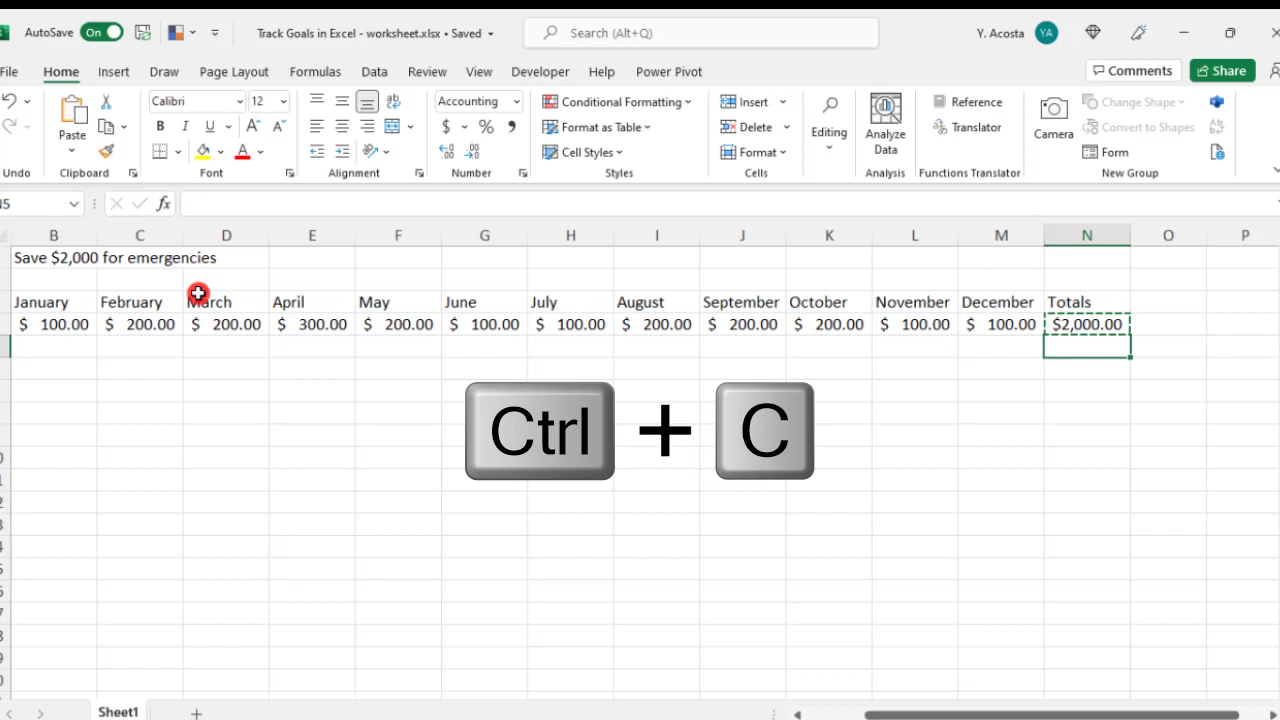 AutoSave On Track Goals in Excel - worksheet.xlsx • Saved Search (Alt+Q) Y. Acosta YA
File Home Insert Draw Page Layout Formulas Data Review View Developer Help Power Pivot Comments Share
Calibri 12 Accounting Conditional Formatting Insert Reference Change Shape
Paste B I U A A $ % , Format as Table Delete Editing Analyze Data Translator Camera Convert to Shapes
A Cell Styles Format Form
Undo Clipboard Font Alignment Number Styles Cells Analysis Functions Translator New Group
N5 fx
B C D E F G H I J K L M N O P
Save $2,000 for emergencies
January February March April May June July August September October November December Totals
$ 100.00 $ 200.00 $ 200.00 $ 300.00 $ 200.00 $ 100.00 $ 100.00 $ 200.00 $ 200.00 $ 200.00 $ 100.00 $ 100.00 $2,000.00
Ctrl + C
Sheet1